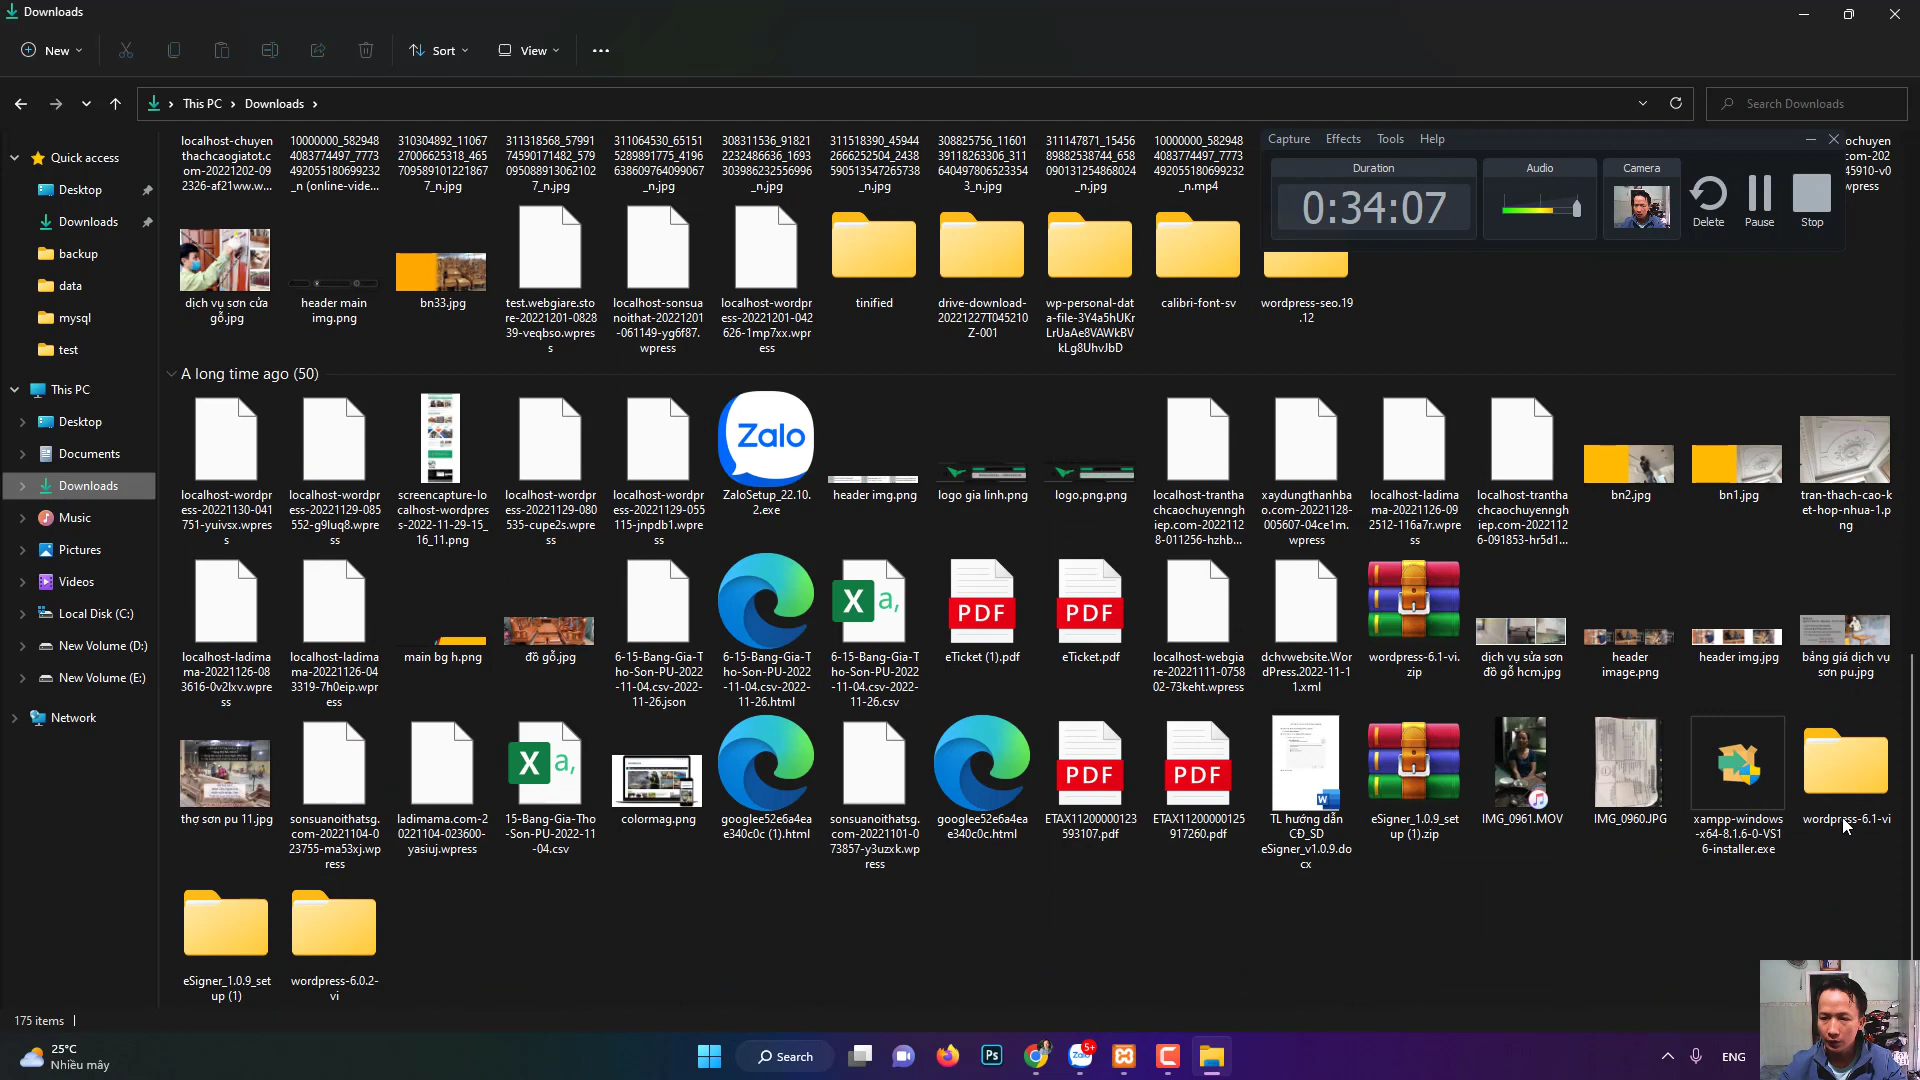 Downloads
New
Sort
View
This PC
Downloads
Search Downloads
Quick access
Desktop
Downloads
backup
data
mysql
test
This PC
Desktop
Documents
Downloads
Music
Pictures
Videos
Local Disk (C:)
New Volume (D:)
New Volume (E:)
Network
localhost-chuyen
thachcaogiatot.c
om-20221202-09
2326-af21ww.w...
10000000_582948
4083774497_7773
492055180699232
_n (online-vide...
310304892_11067
27006625318_465
709589101221867
7_n.jpg
311318568_57991
74590171482_579
095088913062102
7_n.jpg
311064530_65151
5289891775_4196
638609764099067
_n.jpg
308311536_91821
2232486636_1693
303986232556996
_n.jpg
311518390_45944
2666252504_2438
590513547265738
_n.jpg
308825756_11601
39118263306_311
640497806523354
3_n.jpg
311147871_15456
89882538744_658
090131254868024
_n.jpg
10000000_582948
4083774497_7773
492055180699232
_n.mp4
ochuyen
com-202
45910-v0
wpress
Capture
Effects
Tools
Help
Duration
0:34:07
Audio
Camera
Delete
Pause
Stop
dịch vụ sơn cửa
gỗ.jpg
header main
img.png
bn33.jpg
test.webgiare.sto
re-20221201-0828
39-veqbso.wpres
s
localhost-sonsua
noithat-20221201
-061149-yg6f87.
wpress
localhost-wordpr
ess-20221201-042
626-1mp7xx.wpr
ess
tinified
drive-download-
20221227T045210
Z-001
wp-personal-dat
a-file-3Y4a5hUKr
LrUaAe8VAWkBV
kLg8UhvJbD
calibri-font-sv
wordpress-seo.19
.12
A long time ago (50)
Zalo
localhost-wordpr
ess-20221130-041
751-yuivsx.wpres
s
localhost-wordpr
ess-20221129-085
552-g9luq8.wpre
ss
screencapture-lo
calhost-wordpres
s-2022-11-29-15_
16_11.png
localhost-wordpr
ess-20221129-080
535-cupe2s.wpre
ss
localhost-wordpr
ess-20221129-055
115-jnpdb1.wpre
ss
ZaloSetup_22.10.
2.exe
header img.png
logo gia linh.png
logo.png.png
localhost-trantha
chcaochuyenngh
iep.com-2022112
8-011256-hzhb...
xaydungthanhba
o.com-20221128-
005607-04ce1m.
wpress
localhost-ladima
ma-20221126-09
2512-116a7r.wpre
ss
localhost-trantha
chcaochuyenngh
iep.com-2022112
6-091853-hr5d1...
bn2.jpg
bn1.jpg
tran-thach-cao-k
et-hop-nhua-1.p
ng
PDF
PDF
localhost-ladima
ma-20221126-08
3616-0v2lxv.wpre
ss
localhost-ladima
ma-20221126-04
3319-7h0eip.wpr
ess
main bg h.png
đồ gỗ.jpg
6-15-Bang-Gia-T
ho-Son-PU-2022
-11-04.csv-2022-
11-26.json
6-15-Bang-Gia-T
ho-Son-PU-2022
-11-04.csv-2022-
11-26.html
6-15-Bang-Gia-T
ho-Son-PU-2022
-11-04.csv-2022-
11-26.csv
eTicket (1).pdf
eTicket.pdf
localhost-webgia
re-20221111-0758
02-73keht.wpress
dchvwebsite.Wor
dPress.2022-11-1
1.xml
wordpress-6.1-vi.
zip
dịch vụ sửa sơn
đồ gỗ hcm.jpg
header
image.png
header img.jpg
bảng giá dịch vụ
sơn pu.jpg
PDF
PDF
thợ sơn pu 11.jpg
sonsuanoithatsg.
com-20221104-0
23755-ma53xj.wp
ress
ladimama.com-2
0221104-023600-
yasiuj.wpress
15-Bang-Gia-Tho
-Son-PU-2022-11
-04.csv
colormag.png
googlee52e6a4ea
e340c0c (1).html
sonsuanoithatsg.
com-20221101-0
73857-y3uzxk.wp
ress
googlee52e6a4ea
e340c0c.html
ETAX11200000123
593107.pdf
ETAX11200000125
917260.pdf
TL hướng dẫn
CĐ_SD
eSigner_v1.0.9.do
cx
eSigner_1.0.9_set
up (1).zip
IMG_0961.MOV
IMG_0960.JPG
xampp-windows
-x64-8.1.6-0-VS1
6-installer.exe
wordpress-6.1-vi
eSigner_1.0.9_set
up (1)
wordpress-6.0.2-
vi
175 items
25°C
Nhiều mây
Search
Ps
5+
ENG